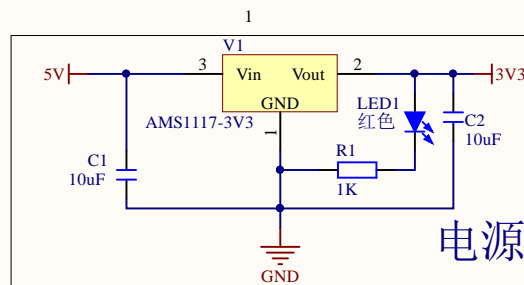 1
V1
5V
3
Vin
Vout
2
3V3
GND
AMS1117-3V3
1
LED1
红色
C2
10uF
C1
10uF
R1
1K
电源
GND